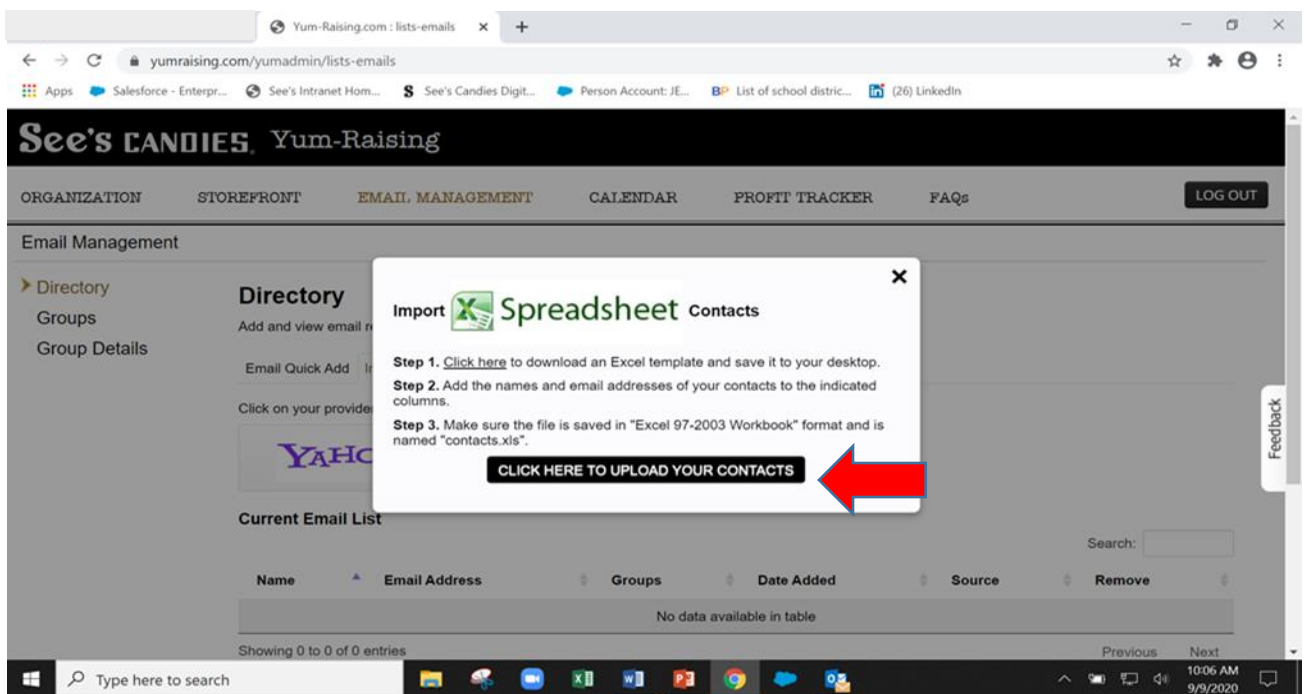 Yum-Raising.com : lists-emails
yumraising.com/yumadmin/lists-emails
Apps Salesforce - Enterpr... See's Intranet Hom... S See's Candies Digit... Person Account: JE... BP List of school distric... in (26) LinkedIn
See's CANDIES. Yum-Raising
ORGANIZATION STOREFRONT EMAIL MANAGEMENT CALENDAR PROFIT TRACKER FAQs LOG OUT
Email Management
Directory
Groups
Group Details
Directory
Add and view email r
Email Quick Add
Click on your provide
YAHO
Import Spreadsheet Contacts
Step 1. Click here to download an Excel template and save it to your desktop.
Step 2. Add the names and email addresses of your contacts to the indicated
columns.
Step 3. Make sure the file is saved in "Excel 97-2003 Workbook" format and is
named "contacts.xls".
CLICK HERE TO UPLOAD YOUR CONTACTS
Feedback
Current Email List
Search:
Name Email Address Groups Date Added Source Remove
No data available in table
Showing 0 to 0 of 0 entries Previous Next
Type here to search
10:06 AM
9/9/2020